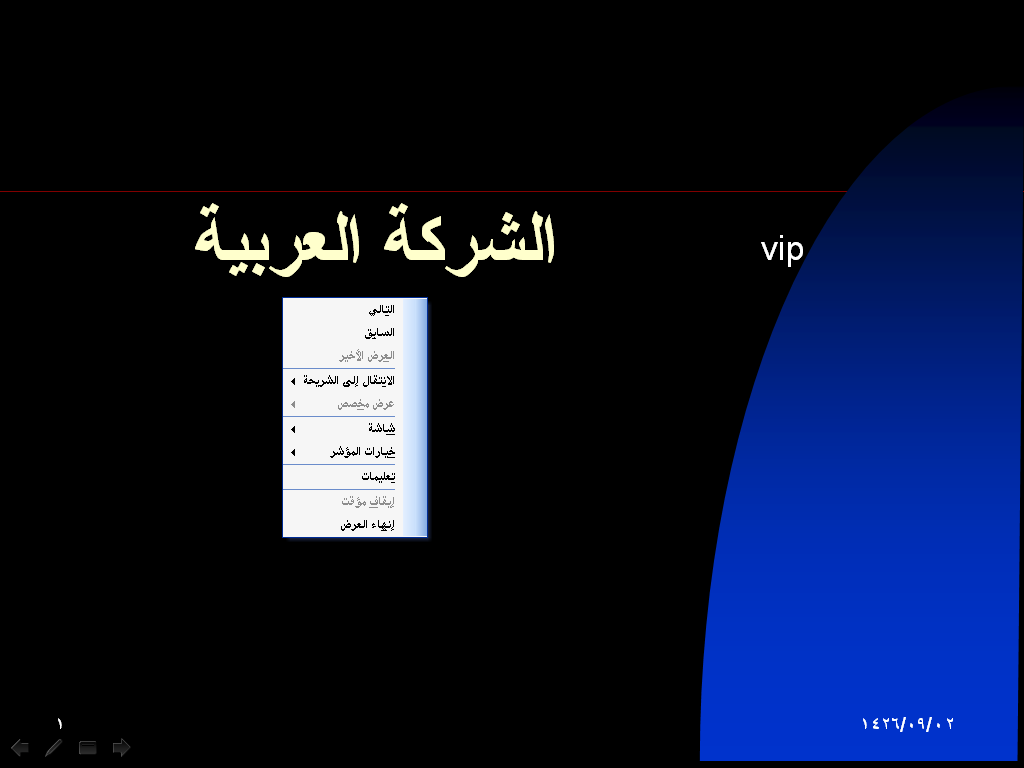 vip
الشركة العربية
التالي
السابق
العرض الأخير
الانتقال إلى الشريحة
عرض مخصص
شاشة
خيارات المؤشر
تعليمات
إيقاف مؤقت
إنهاء العرض
١٤٢٦/٠٩/٠٢
١